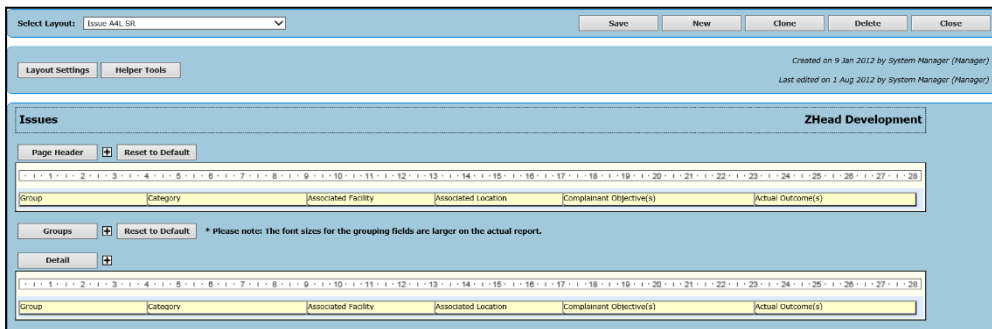 Select Layout: Issue A4L SR Save New Clone Delete Close
Created on 9 Jan 2012 by System Manager (Manager)
Layout Settings Helper Tools
Last edited on 1 Aug 2012 by System Manager (Manager)
Issues ZHead Development
Page Header Reset to Default
1 2 3 4 5 6 7 8 9 10 11 12 13 14 15 16 17 18 19 20 21 22 23 24 25 26 27 28
Group Category Associated Facility Associated Location Complainant Objective(s) Actual Outcome(s)
Groups Reset to Default * Please note: The font sizes for the grouping fields are larger on the actual report.
Detail
1 2 3 4 5 6 7 8 9 10 11 12 13 14 15 16 17 18 19 20 21 22 23 24 25 26 27 28
Group Category Associated Facility Associated Location Complainant Objective(s) Actual Outcome(s)